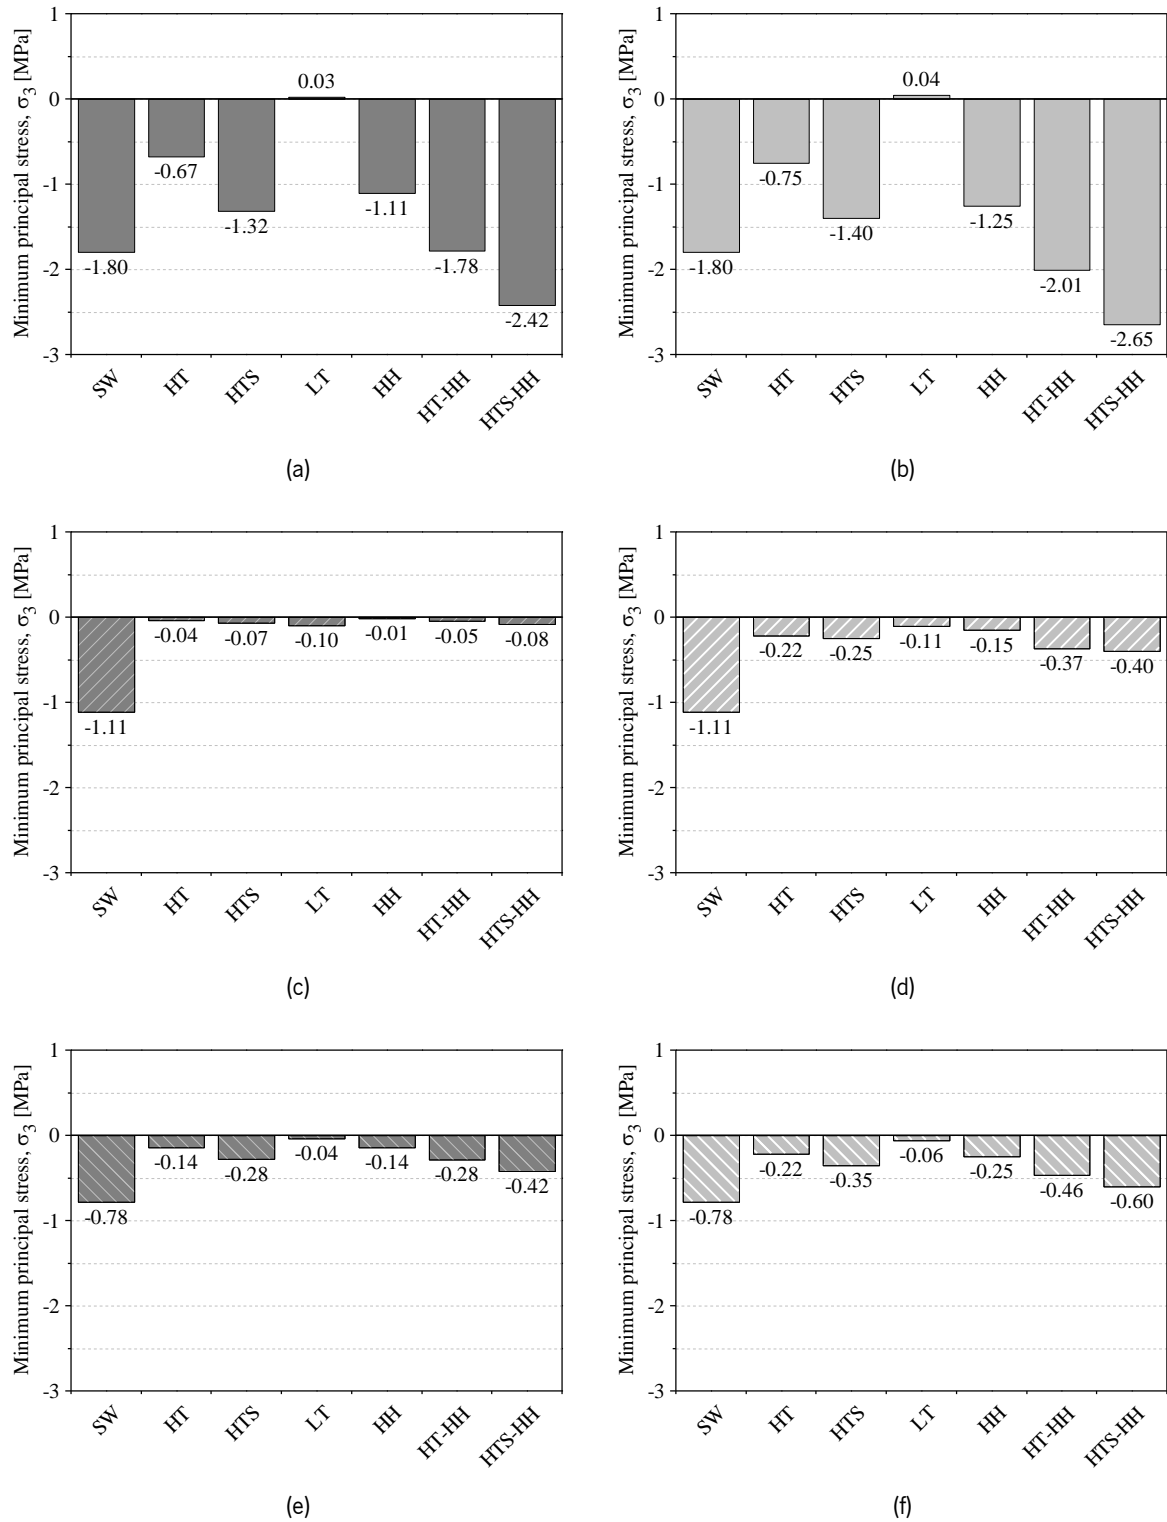 Minimum principal stress, σ3 [MPa]
1
0
-1
-2
-3
-1.80
-0.67
-1.32
0.03
-1.11
-1.78
-2.42
SW
HT
HTS
LT
HH
HT-HH
HTS-HH
(a)
Minimum principal stress, σ3 [MPa]
1
0
-1
-2
-3
-1.80
-0.75
-1.40
0.04
-1.25
-2.01
-2.65
SW
HT
HTS
LT
HH
HT-HH
HTS-HH
(b)
Minimum principal stress, σ3 [MPa]
1
0
-1
-2
-3
-1.11
-0.04
-0.07
-0.10
-0.01
-0.05
-0.08
SW
HT
HTS
LT
HH
HT-HH
HTS-HH
(c)
Minimum principal stress, σ3 [MPa]
1
0
-1
-2
-3
-1.11
-0.22
-0.25
-0.11
-0.15
-0.37
-0.40
SW
HT
HTS
LT
HH
HT-HH
HTS-HH
(d)
Minimum principal stress, σ3 [MPa]
1
0
-1
-2
-3
-0.78
-0.14
-0.28
-0.04
-0.14
-0.28
-0.42
SW
HT
HTS
LT
HH
HT-HH
HTS-HH
(e)
Minimum principal stress, σ3 [MPa]
1
0
-1
-2
-3
-0.78
-0.22
-0.35
-0.06
-0.25
-0.46
-0.60
SW
HT
HTS
LT
HH
HT-HH
HTS-HH
(f)